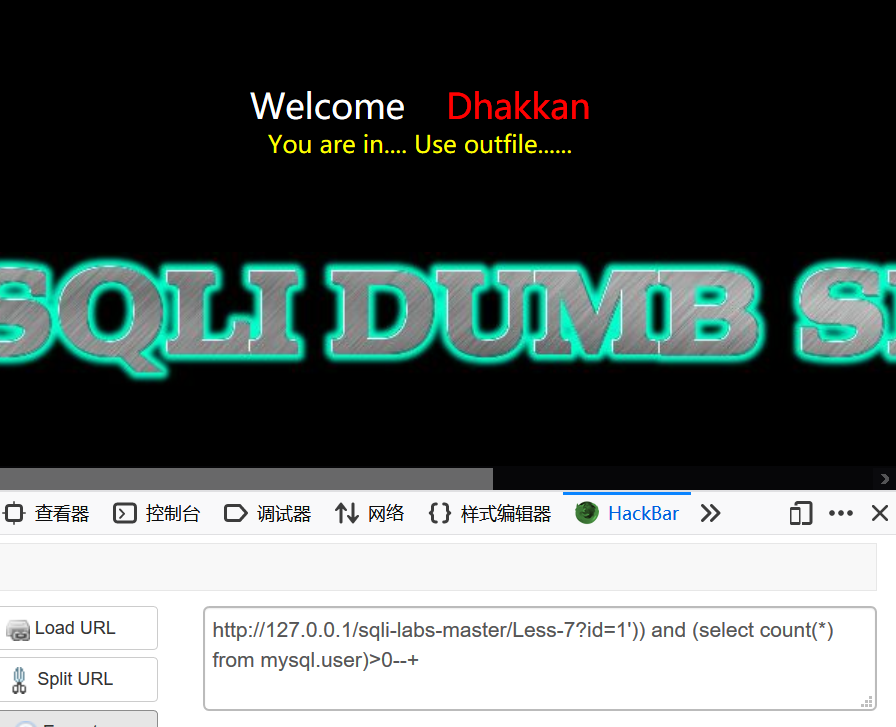 Welcome Dhakkan
You are in.... Use outfile......
SQLI DUMB
查看器 控制台 调试器 网络 样式编辑器 HackBar
Load URL
http://127.0.0.1/sqli-labs-master/Less-7?id=1')) and (select count(*)
from mysql.user)>0--+
Split URL